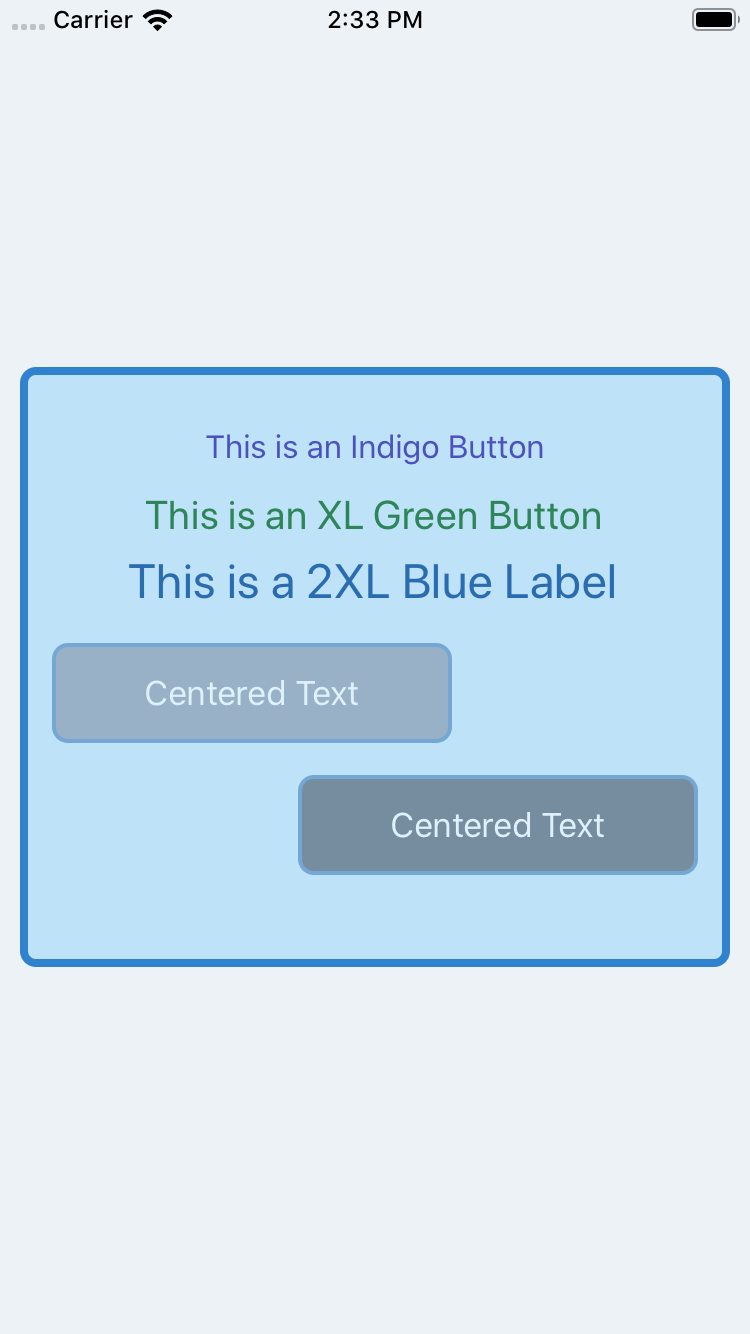 Carrier 2:33 PM
This is an Indigo Button
This is an XL Green Button
This is a 2XL Blue Label
Centered Text
Centered Text